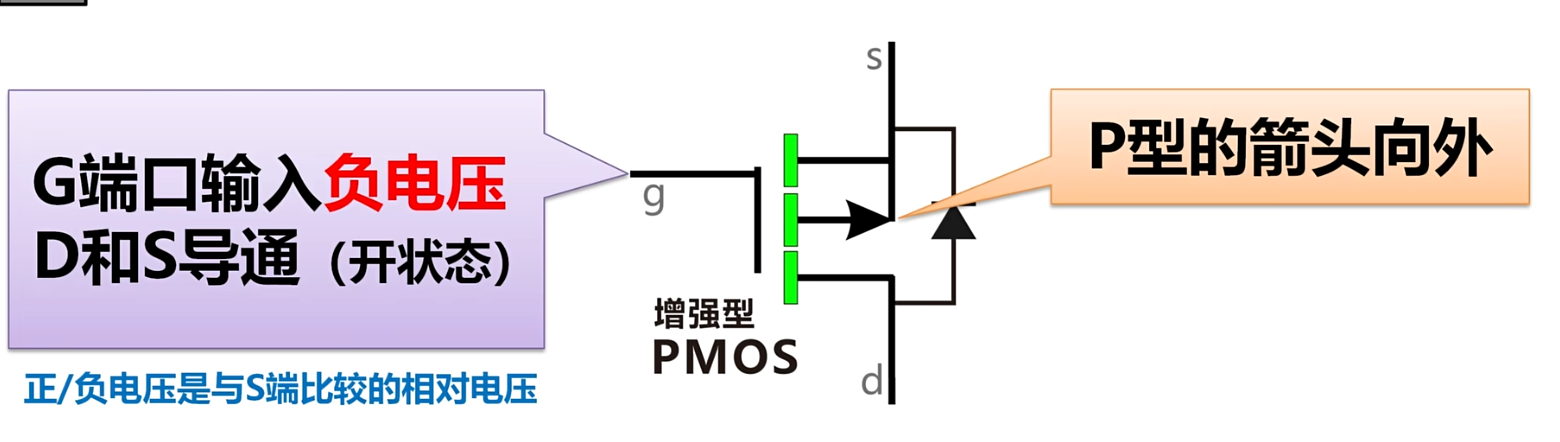 s
G端口输入负电压
D和S导通（开状态）
P型的箭头向外
g
增强型
PMOS
d
正/负电压是与S端比较的相对电压